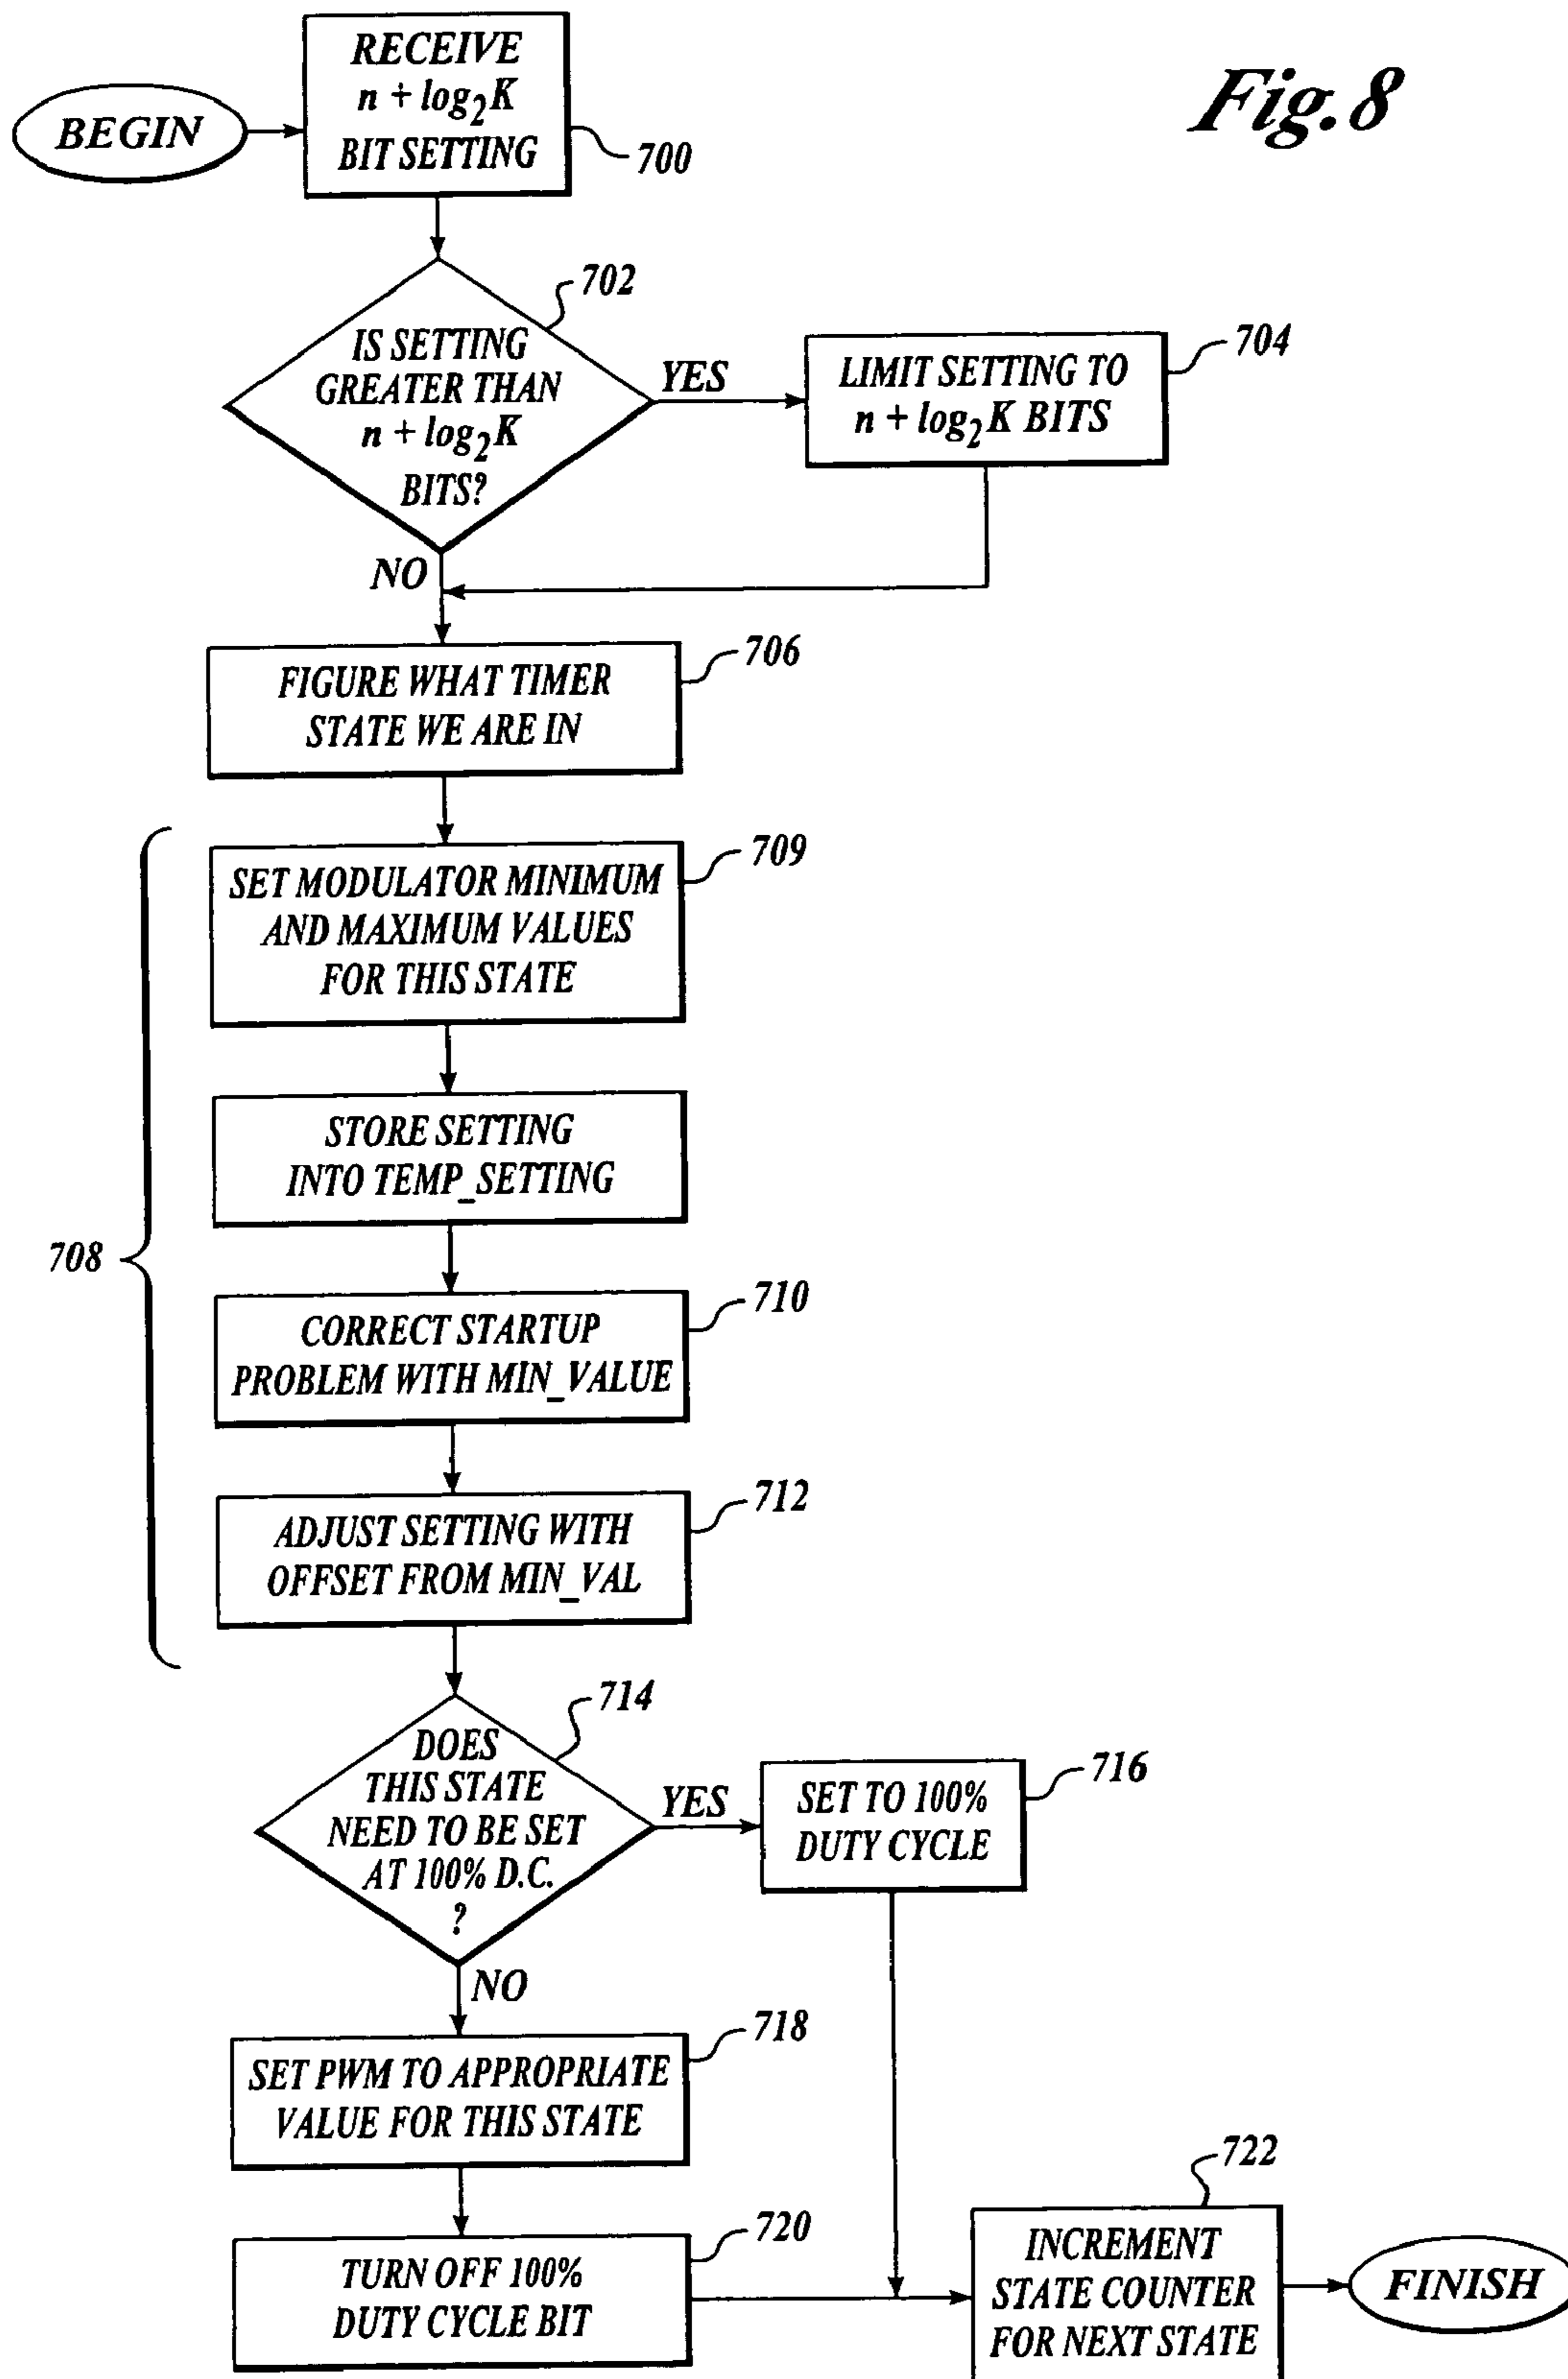 Fig. 8
BEGIN
RECEIVE
n + log2K
BIT SETTING
700
702
IS SETTING
GREATER THAN
n + log2K
BITS?
YES
LIMIT SETTING TO
n + log2K BITS
704
NO
706
FIGURE WHAT TIMER
STATE WE ARE IN
708
709
SET MODULATOR MINIMUM
AND MAXIMUM VALUES
FOR THIS STATE
STORE SETTING
INTO TEMP_SETTING
710
CORRECT STARTUP
PROBLEM WITH MIN_VALUE
712
ADJUST SETTING WITH
OFFSET FROM MIN_VAL
714
DOES
THIS STATE
NEED TO BE SET
AT 100% D.C.
?
YES
SET TO 100%
DUTY CYCLE
716
NO
718
SET PWM TO APPROPRIATE
VALUE FOR THIS STATE
720
TURN OFF 100%
DUTY CYCLE BIT
722
INCREMENT
STATE COUNTER
FOR NEXT STATE
FINISH